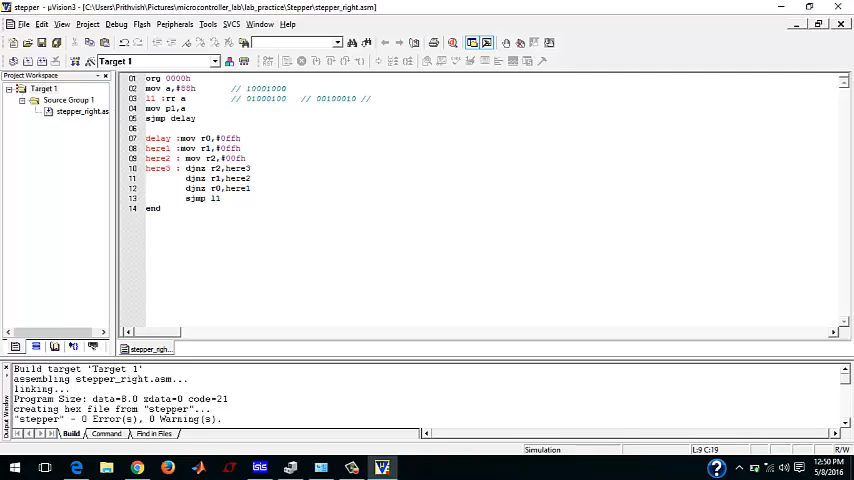 stepper - µVision3 - [C:\Users\Prithvish\Pictures\microcontroller_lab\lab_practice\Stepper\stepper_right.asm]
File Edit View Project Debug Flash Peripherals Tools SVCS Window Help
Target 1
Project Workspace
Target 1
Source Group 1
stepper_right.as
01 org 0000h
02 mov a,#88h // 10001000
03 l1 :rr a // 01000100 // 00100010 //
04 mov p1,a
05 sjmp delay
06
07 delay :mov r0,#0ffh
08 here1 :mov r1,#0ffh
09 here2 : mov r2,#00fh
10 here3 : djnz r2,here3
11 djnz r1,here2
12 djnz r0,here1
13 sjmp l1
14 end
stepper_righ...
Build target 'Target 1'
assembling stepper_right.asm...
linking...
Program Size: data=8.0 xdata=0 code=21
creating hex file from "stepper"...
"stepper" - 0 Error(s), 0 Warning(s).
Output Window
Build Command Find in Files
Simulation L:9 C:19 R/W
12:50 PM
5/8/2016